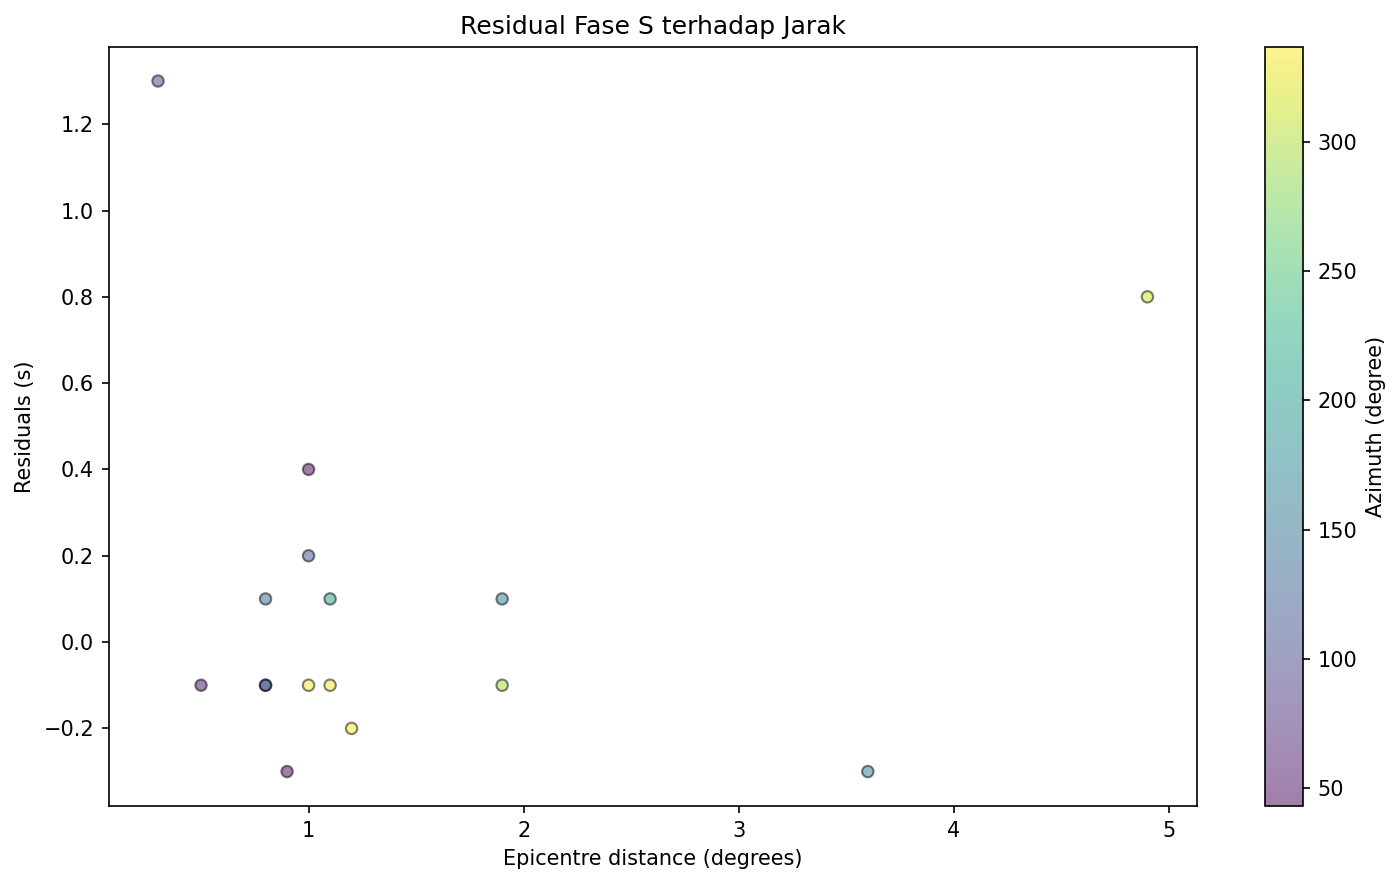 Residual Fase S terhadap Jarak
1.2
1.0
0.8
0.6
0.4
0.2
0.0
−0.2
Residuals (s)
1 2 3 4 5
Epicentre distance (degrees)
300
250
200
150
100
50
Azimuth (degree)